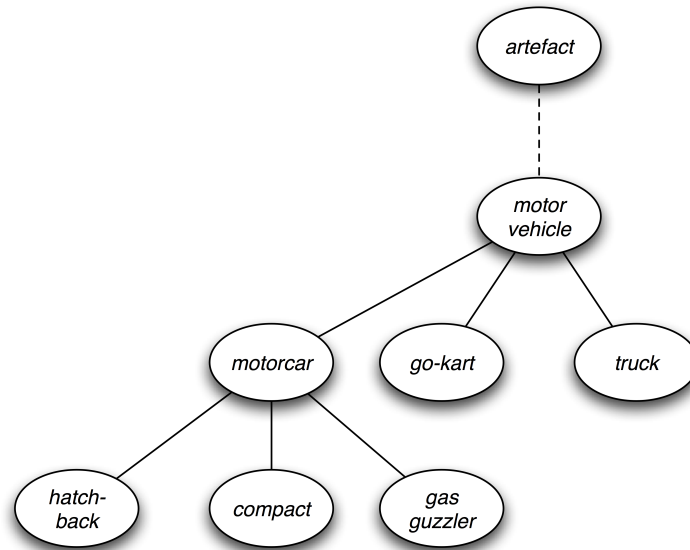 artefact
motor
vehicle
motorcar
go-kart
truck
hatch-
back
compact
gas
guzzler